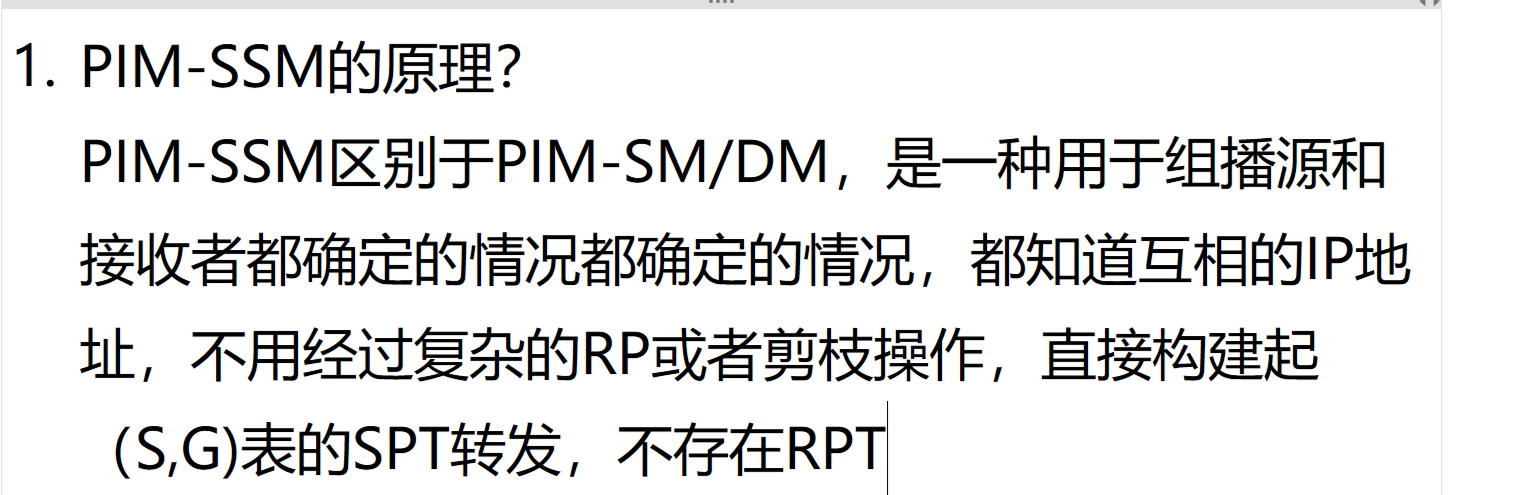 1. PIM-SSM的原理？
PIM-SSM区别于PIM-SM/DM，是一种用于组播源和
接收者都确定的情况都确定的情况，都知道互相的IP地
址，不用经过复杂的RP或者剪枝操作，直接构建起
（S,G)表的SPT转发，不存在RPT